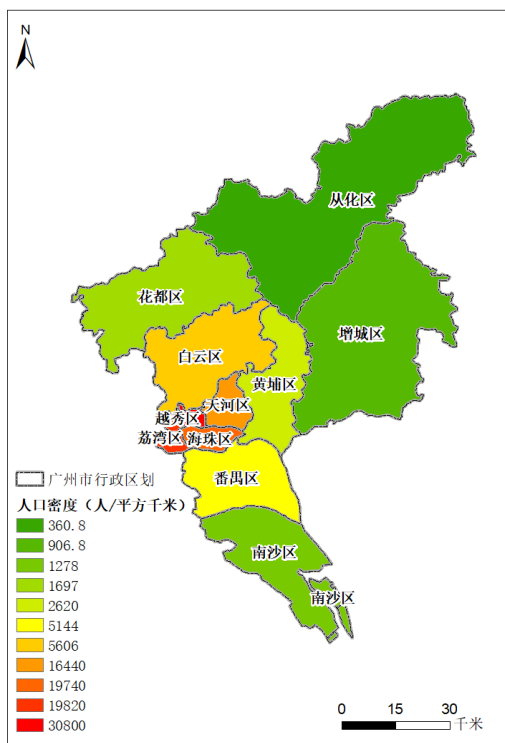 N
从化区
花都区
增城区
白云区
黄埔区
天河区
越秀区
荔湾区
海珠区
番禺区
南沙区
南沙区
广州市行政区划
人口密度（人/平方千米）
360.8
906.8
1278
1697
2620
5144
5606
16440
19740
19820
30800
0 15 30
千米